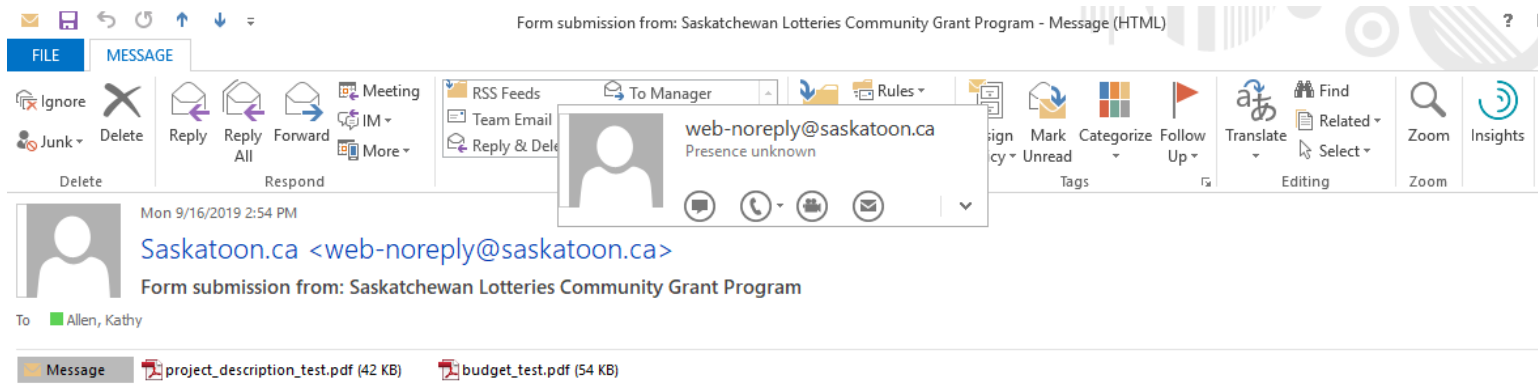 Form submission from: Saskatchewan Lotteries Community Grant Program - Message (HTML)
?
FILE MESSAGE
Ignore
Junk
Delete
Reply
Reply All
Forward
Meeting
IM
More
RSS Feeds
Team Email
Reply & Dele
To Manager
Rules
sign
cy
Mark Unread
Categorize
Follow Up
Translate
Find
Related
Select
Zoom
Insights
Delete
Respond
Tags
Editing
Zoom
web-noreply@saskatoon.ca
Presence unknown
Mon 9/16/2019 2:54 PM
Saskatoon.ca <web-noreply@saskatoon.ca>
Form submission from: Saskatchewan Lotteries Community Grant Program
To Allen, Kathy
Message project_description_test.pdf (42 KB) budget_test.pdf (54 KB)